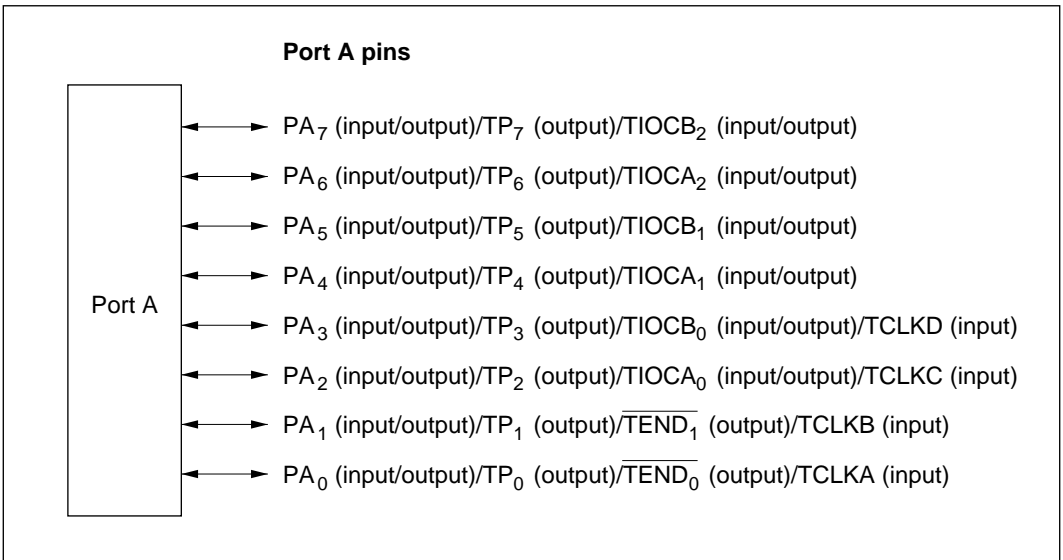 Port A pins
PA₇ (input/output)/TP₇ (output)/TIOCB₂ (input/output)
PA₆ (input/output)/TP₆ (output)/TIOCA₂ (input/output)
PA₅ (input/output)/TP₅ (output)/TIOCB₁ (input/output)
PA₄ (input/output)/TP₄ (output)/TIOCA₁ (input/output)
Port A
PA₃ (input/output)/TP₃ (output)/TIOCB₀ (input/output)/TCLKD (input)
PA₂ (input/output)/TP₂ (output)/TIOCA₀ (input/output)/TCLKC (input)
PA₁ (input/output)/TP₁ (output)/T̅E̅N̅D̅₁̅ (output)/TCLKB (input)
PA₀ (input/output)/TP₀ (output)/T̅E̅N̅D̅₀̅ (output)/TCLKA (input)